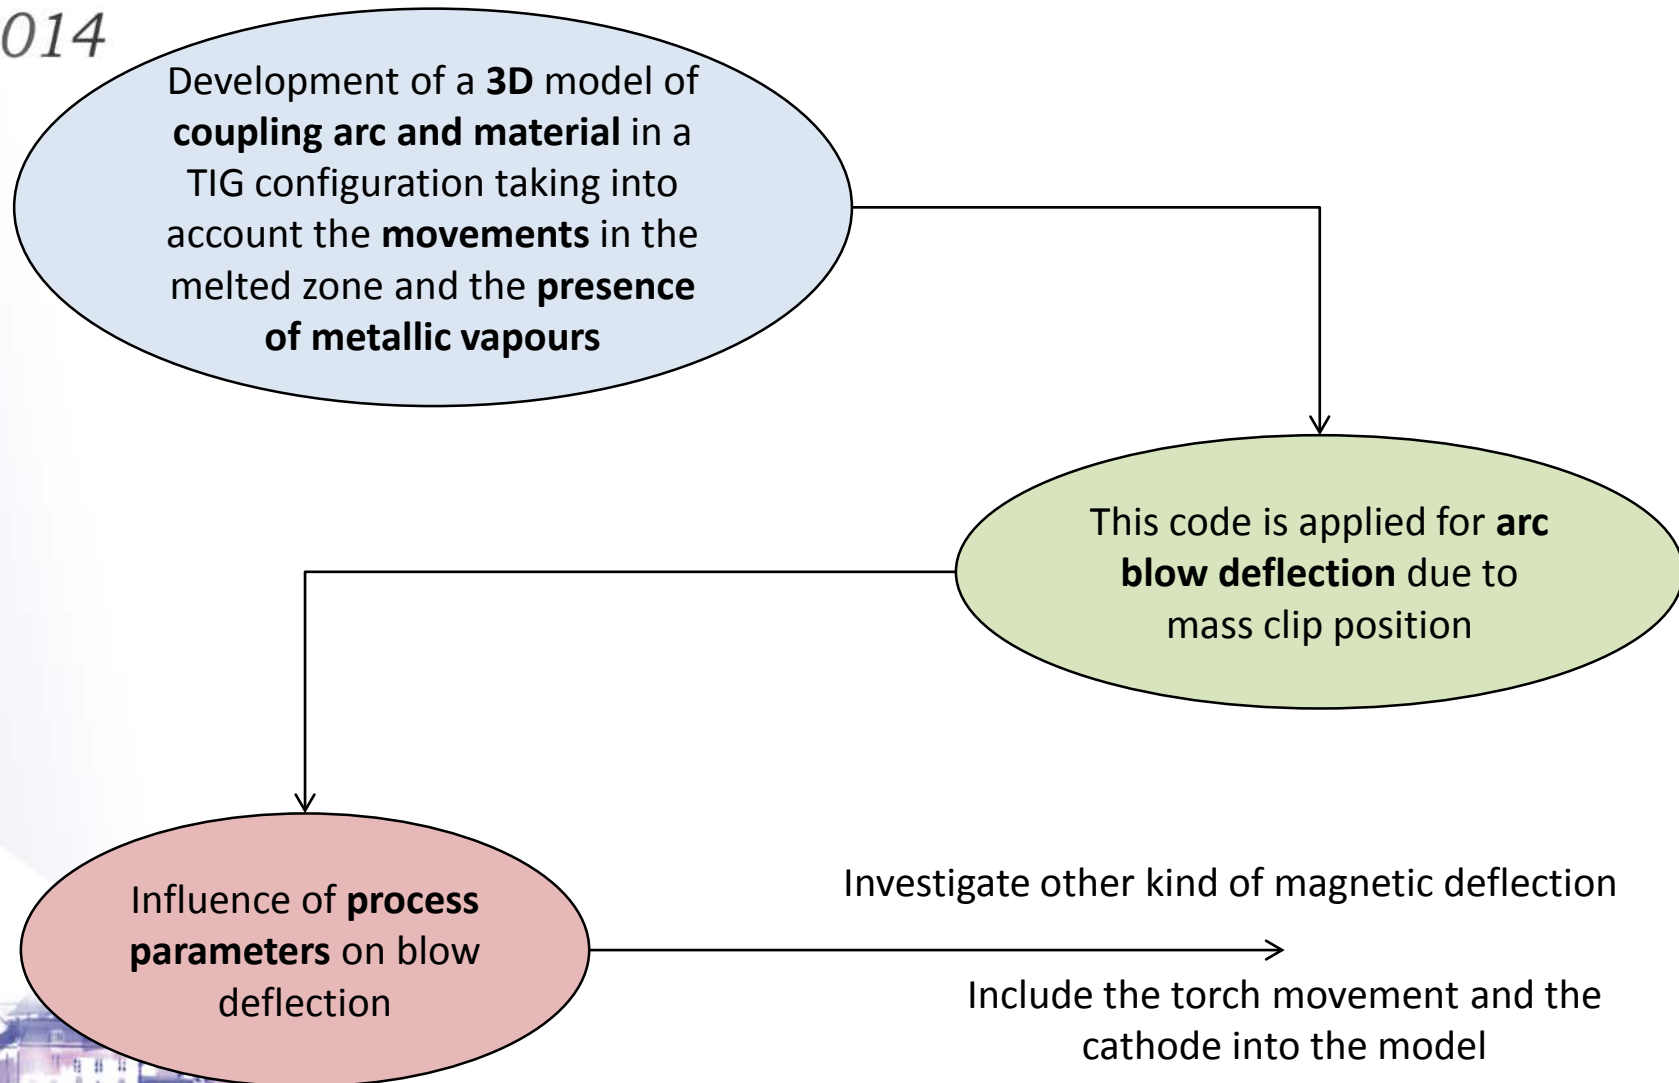 014
Development of a 3D model of
coupling arc and material in a
TIG configuration taking into
account the movements in the
melted zone and the presence
of metallic vapours
This code is applied for arc
blow deflection due to
mass clip position
Influence of process
parameters on blow
deflection
Investigate other kind of magnetic deflection
Include the torch movement and the
cathode into the model